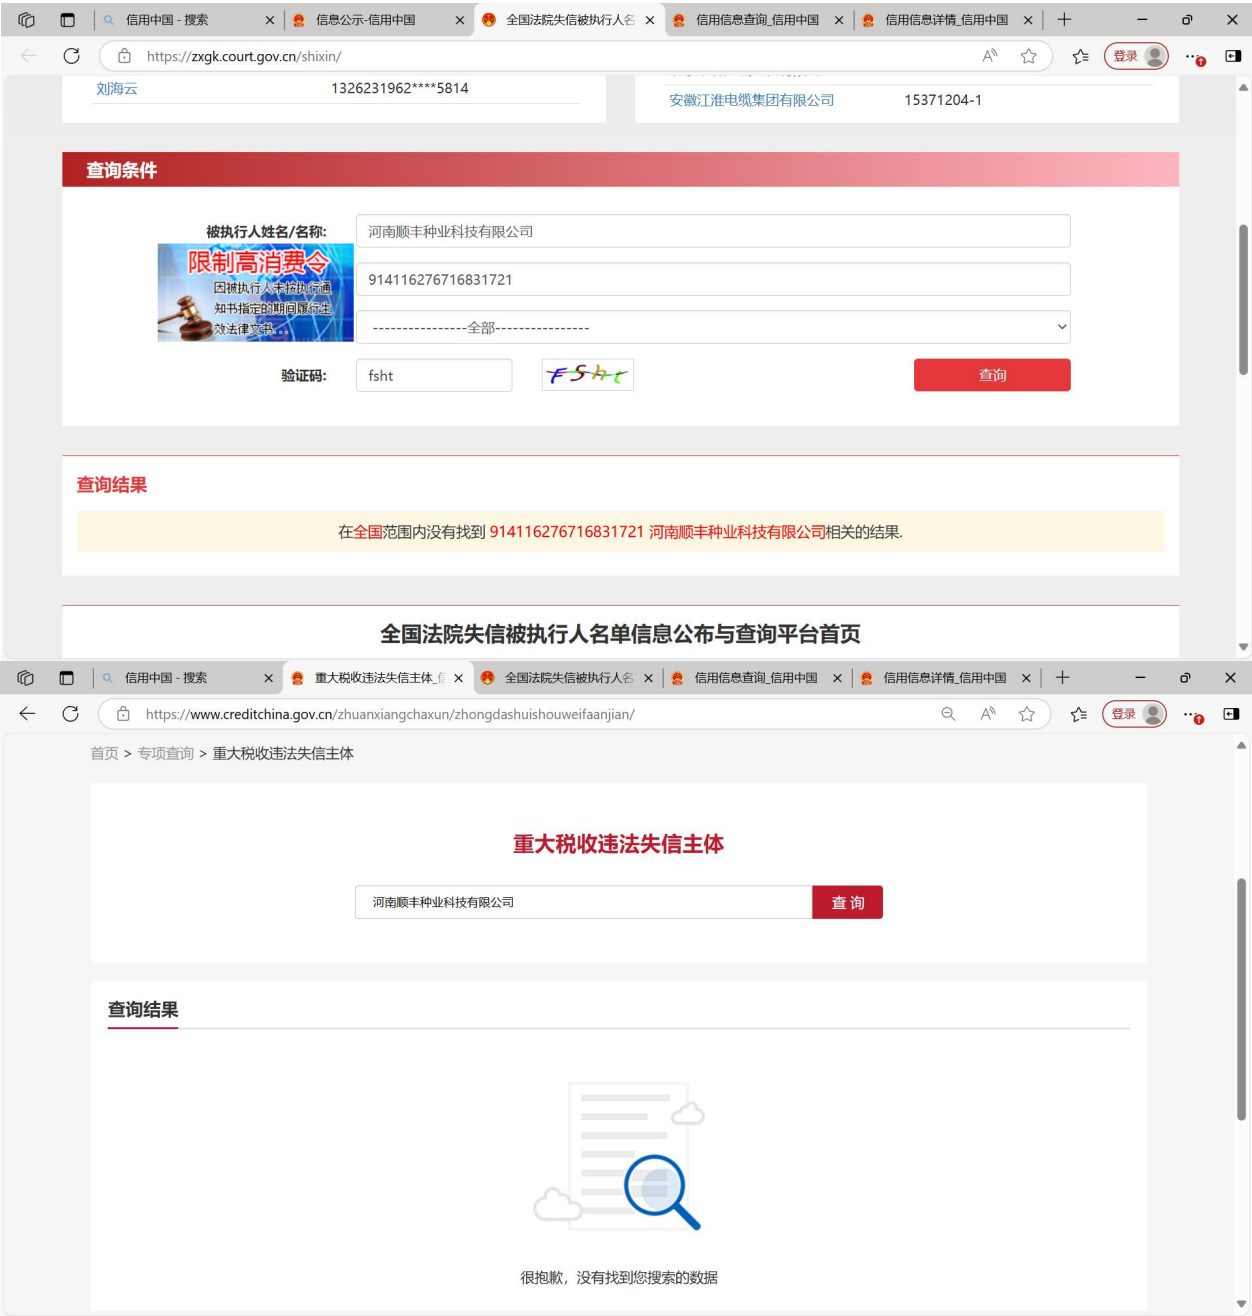 信用中国 - 搜索
信息公示-信用中国
全国法院失信被执行人名
信用信息查询_信用中国
信用信息详情_信用中国
https://zxgk.court.gov.cn/shixin/
登录
刘海云 1326231962****5814
安徽江淮电缆集团有限公司 15371204-1
查询条件
被执行人姓名/名称: 河南顺丰种业科技有限公司
限制高消费令
因被执行人未按执行通
知书指定的期间履行生
效法律文书...
914116276716831721
----------------全部----------------
验证码: fsht Fsht 查询
查询结果
在全国范围内没有找到 914116276716831721 河南顺丰种业科技有限公司相关的结果.
全国法院失信被执行人名单信息公布与查询平台首页
信用中国 - 搜索
重大税收违法失信主体_信
全国法院失信被执行人名
信用信息查询_信用中国
信用信息详情_信用中国
https://www.creditchina.gov.cn/zhuanxiangchaxun/zhongdashuishouweifaanjian/
登录
首页 > 专项查询 > 重大税收违法失信主体
重大税收违法失信主体
河南顺丰种业科技有限公司 查询
查询结果
很抱歉，没有找到您搜索的数据